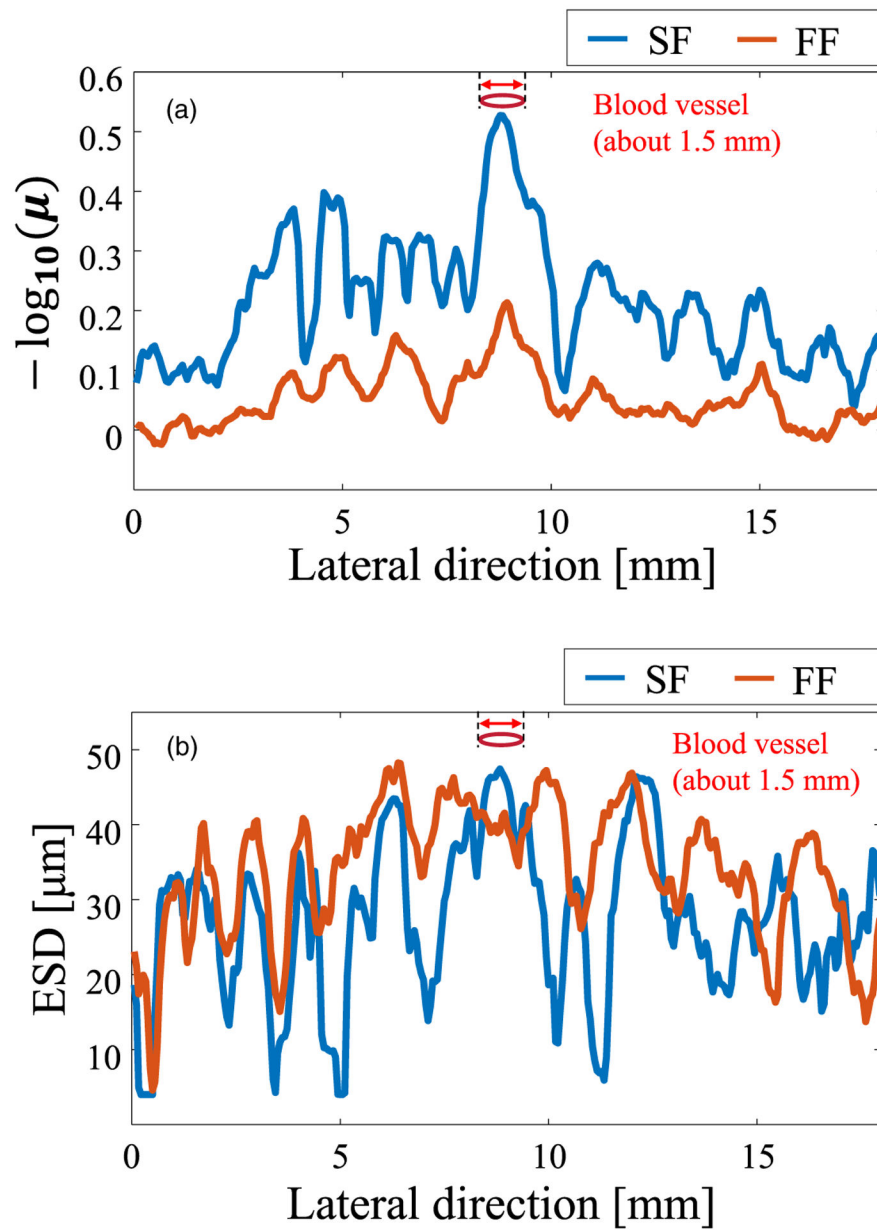 SF FF
0.6
(a)
Blood vessel
(about 1.5 mm)
0.5
0.4
0.3
0.2
0.1
0
− log10(μ)
0 5 10 15
Lateral direction [mm]
SF FF
(b)
Blood vessel
(about 1.5 mm)
50
40
30
20
10
ESD [μm]
0 5 10 15
Lateral direction [mm]